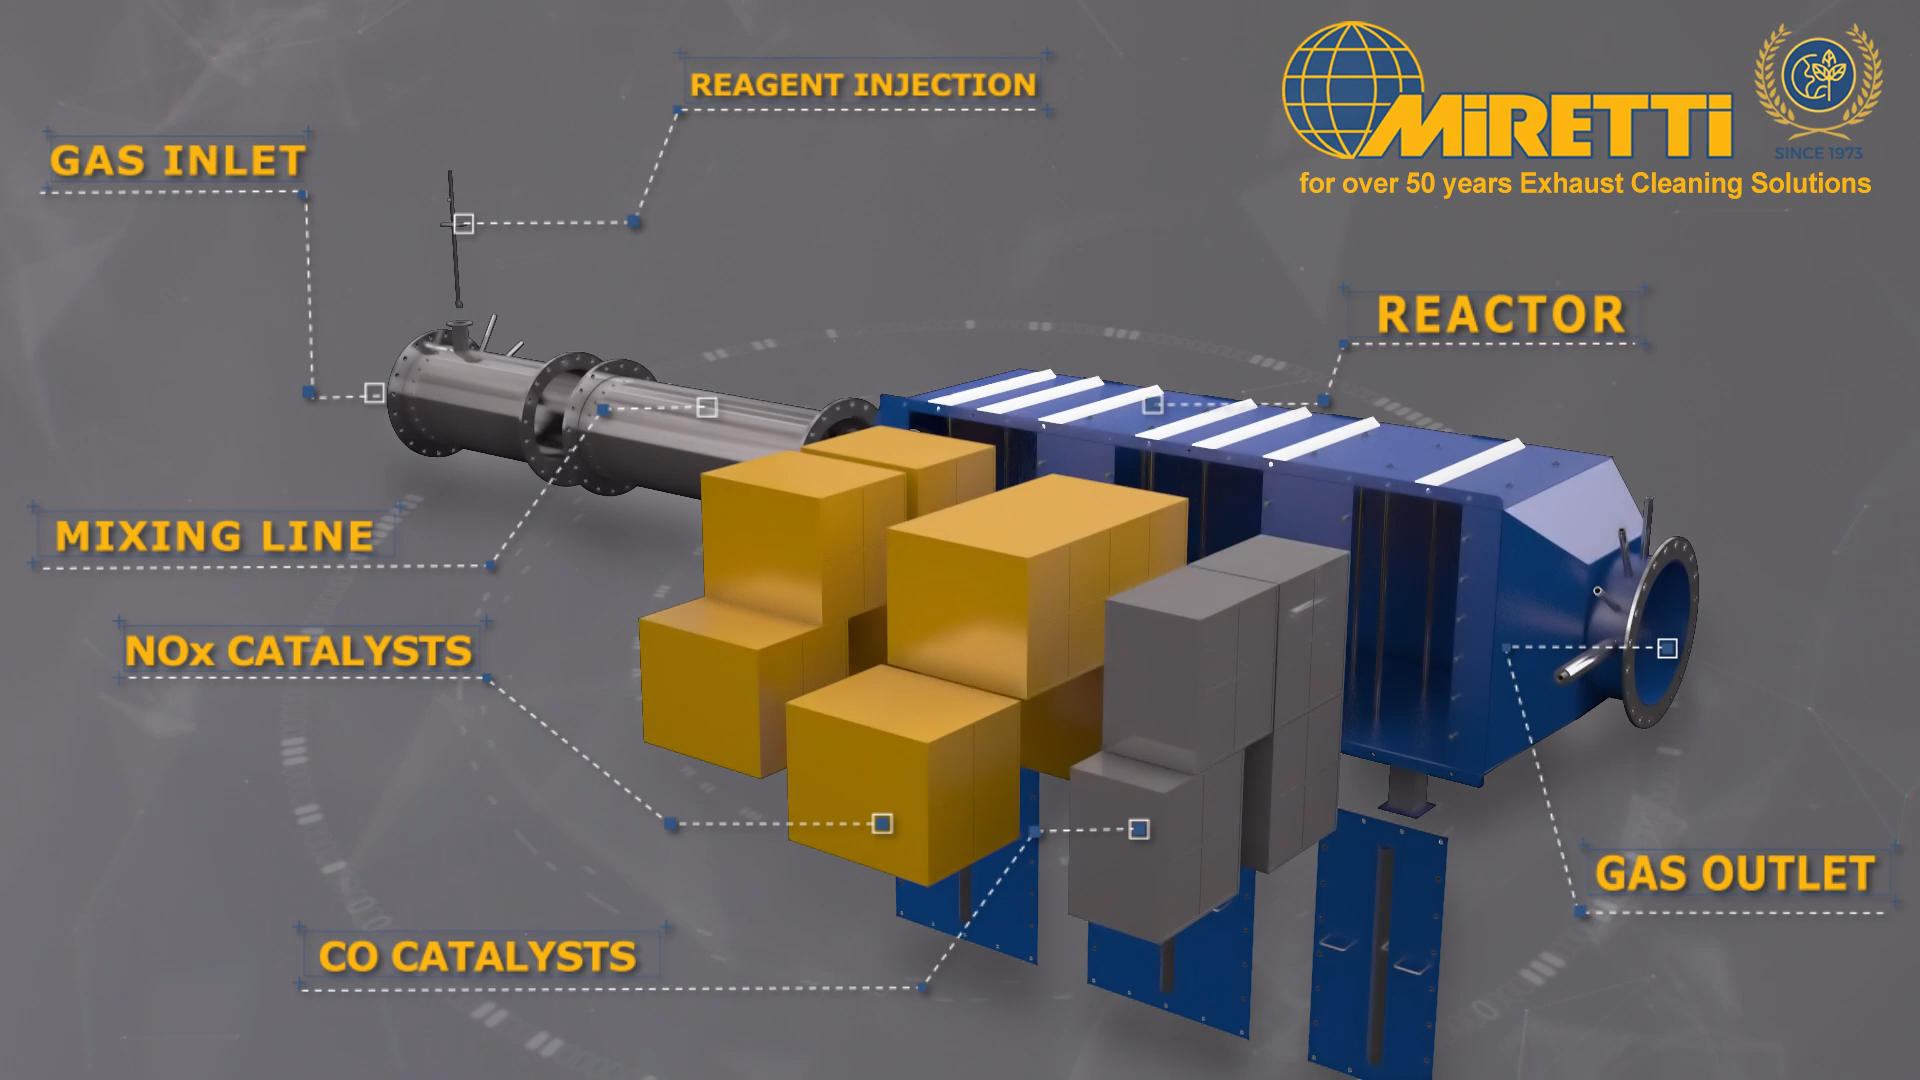 REAGENT INJECTION
GAS INLET
MiRETTi
SINCE 1973
for over 50 years Exhaust Cleaning Solutions
REACTOR
MIXING LINE
NOx CATALYSTS
GAS OUTLET
CO CATALYSTS